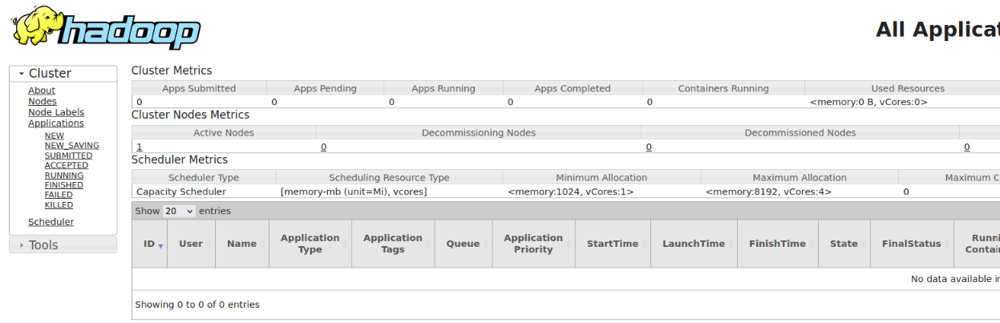 hadoop
All Applicat
Cluster
About
Nodes
Node Labels
Applications
NEW
NEW_SAVING
SUBMITTED
ACCEPTED
RUNNING
FINISHED
FAILED
KILLED
Scheduler
Tools
Cluster Metrics
Apps Submitted Apps Pending Apps Running Apps Completed Containers Running Used Resources
0 0 0 0 0 <memory:0 B, vCores:0>
Cluster Nodes Metrics
Active Nodes Decommissioning Nodes Decommissioned Nodes
1 0 0 0
Scheduler Metrics
Scheduler Type Scheduling Resource Type Minimum Allocation Maximum Allocation Maximum C
Capacity Scheduler [memory-mb (unit=Mi), vcores] <memory:1024, vCores:1> <memory:8192, vCores:4> 0
Show 20 entries
ID User Name Application Type Application Tags Queue Application Priority StartTime LaunchTime FinishTime State FinalStatus Runni Contain
No data available in
Showing 0 to 0 of 0 entries